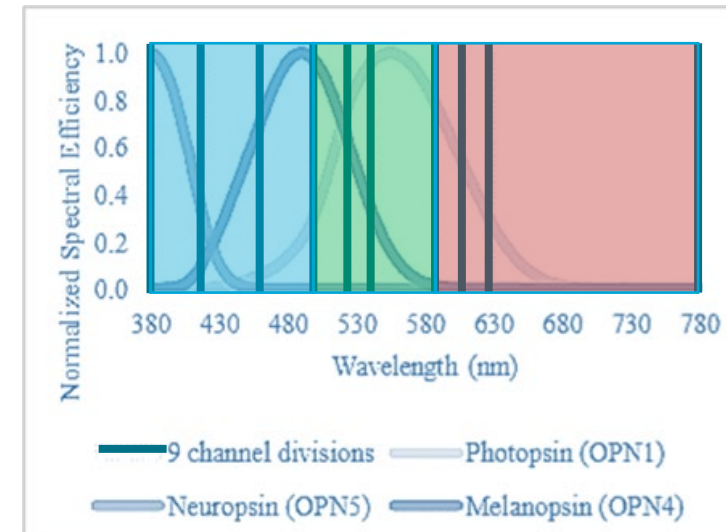 Normalized Spectral Efficiency
1.0
0.8
0.6
0.4
0.2
0.0
380 430 480 530 580 630 680 730 780
Wavelength (nm)
9 channel divisions Photopsin (OPN1)
Neuropsin (OPN5) Melanopsin (OPN4)